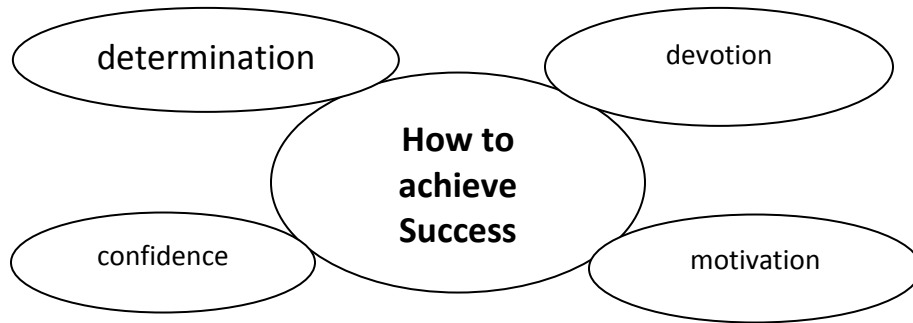 determination
devotion
How to
achieve
Success
confidence
motivation